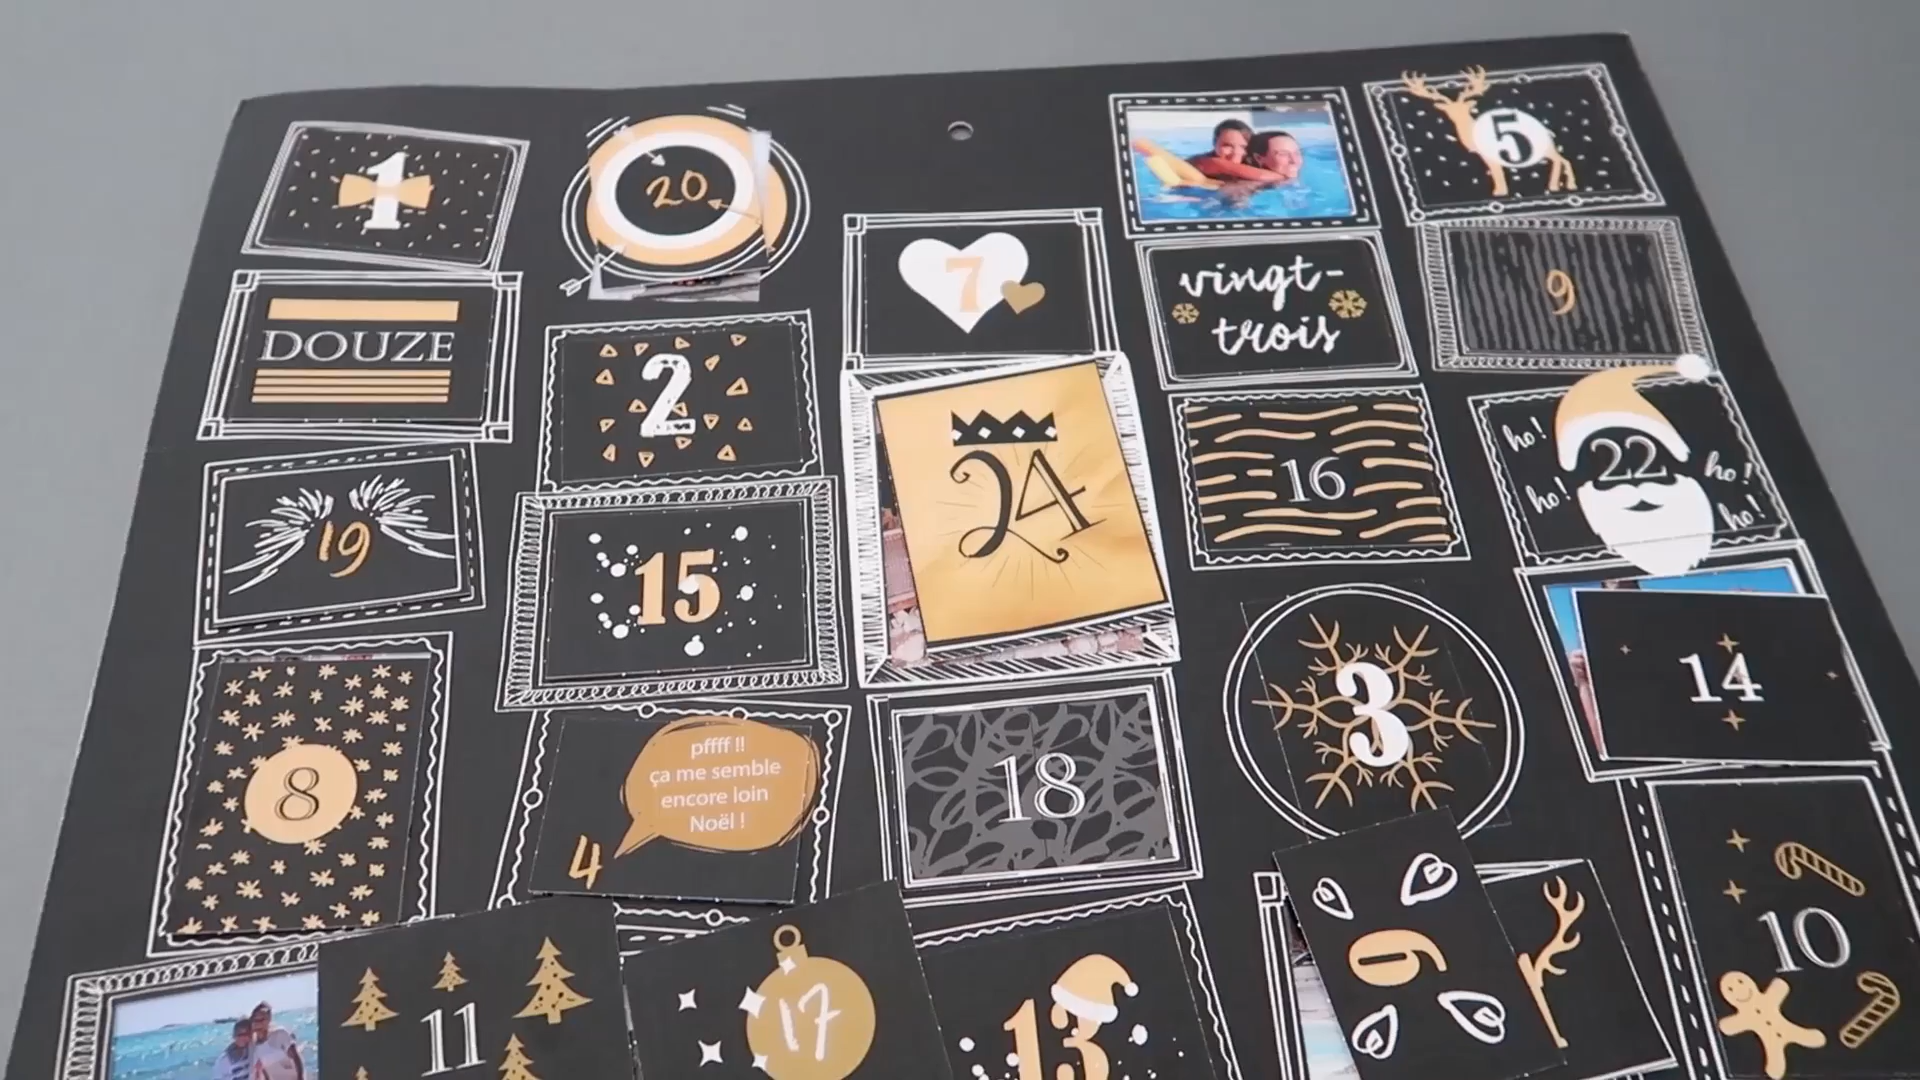 1
20
5
7
vingt-
trois
9
DOUZE
2
24
16
ho!
22
ho!
ho!
ho!
19
15
3
14
8
pffff !!
ça me semble
encore loin
Noël !
4
18
6
10
11
17
13